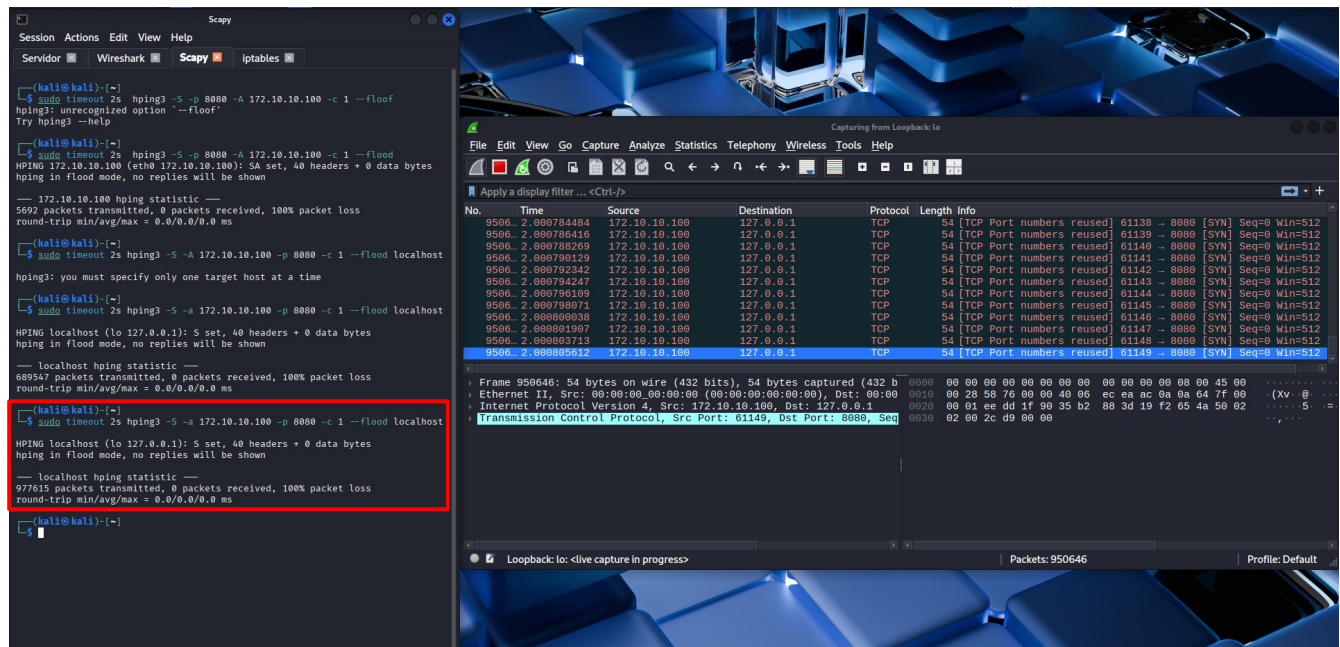 Scapy
Session Actions Edit View Help
Servidor Wireshark Scapy iptables
(kali㉿kali)-[~]
$ sudo timeout 2s hping3 -S -p 8080 -A 172.10.10.100 -c 1 --floof
hping3: unrecognized option `--floof'
Try hping3 --help
(kali㉿kali)-[~]
$ sudo timeout 2s hping3 -S -p 8080 -A 172.10.10.100 -c 1 --flood
HPING 172.10.10.100 (eth0 172.10.10.100): SA set, 40 headers + 0 data bytes
hping in flood mode, no replies will be shown
--- 172.10.10.100 hping statistic ---
5692 packets transmitted, 0 packets received, 100% packet loss
round-trip min/avg/max = 0.0/0.0/0.0 ms
(kali㉿kali)-[~]
$ sudo timeout 2s hping3 -S -A 172.10.10.100 -p 8080 -c 1 --flood localhost
hping3: you must specify only one target host at a time
(kali㉿kali)-[~]
$ sudo timeout 2s hping3 -S -a 172.10.10.100 -p 8080 -c 1 --flood localhost
HPING localhost (lo 127.0.0.1): S set, 40 headers + 0 data bytes
hping in flood mode, no replies will be shown
--- localhost hping statistic ---
689547 packets transmitted, 0 packets received, 100% packet loss
round-trip min/avg/max = 0.0/0.0/0.0 ms
(kali㉿kali)-[~]
$ sudo timeout 2s hping3 -S -a 172.10.10.100 -p 8080 -c 1 --flood localhost
HPING localhost (lo 127.0.0.1): S set, 40 headers + 0 data bytes
hping in flood mode, no replies will be shown
--- localhost hping statistic ---
977615 packets transmitted, 0 packets received, 100% packet loss
round-trip min/avg/max = 0.0/0.0/0.0 ms
(kali㉿kali)-[~]
$
Capturing from Loopback: lo
File Edit View Go Capture Analyze Statistics Telephony Wireless Tools Help
Apply a display filter … <Ctrl-/>
No. Time Source Destination Protocol Length Info
9506… 2.000784484 172.10.10.100 127.0.0.1 TCP 54 [TCP Port numbers reused] 61138 → 8080 [SYN] Seq=0 Win=512
9506… 2.000786416 172.10.10.100 127.0.0.1 TCP 54 [TCP Port numbers reused] 61139 → 8080 [SYN] Seq=0 Win=512
9506… 2.000788269 172.10.10.100 127.0.0.1 TCP 54 [TCP Port numbers reused] 61140 → 8080 [SYN] Seq=0 Win=512
9506… 2.000790129 172.10.10.100 127.0.0.1 TCP 54 [TCP Port numbers reused] 61141 → 8080 [SYN] Seq=0 Win=512
9506… 2.000792342 172.10.10.100 127.0.0.1 TCP 54 [TCP Port numbers reused] 61142 → 8080 [SYN] Seq=0 Win=512
9506… 2.000794247 172.10.10.100 127.0.0.1 TCP 54 [TCP Port numbers reused] 61143 → 8080 [SYN] Seq=0 Win=512
9506… 2.000796109 172.10.10.100 127.0.0.1 TCP 54 [TCP Port numbers reused] 61144 → 8080 [SYN] Seq=0 Win=512
9506… 2.000798071 172.10.10.100 127.0.0.1 TCP 54 [TCP Port numbers reused] 61145 → 8080 [SYN] Seq=0 Win=512
9506… 2.000800038 172.10.10.100 127.0.0.1 TCP 54 [TCP Port numbers reused] 61146 → 8080 [SYN] Seq=0 Win=512
9506… 2.000801907 172.10.10.100 127.0.0.1 TCP 54 [TCP Port numbers reused] 61147 → 8080 [SYN] Seq=0 Win=512
9506… 2.000803713 172.10.10.100 127.0.0.1 TCP 54 [TCP Port numbers reused] 61148 → 8080 [SYN] Seq=0 Win=512
9506… 2.000805612 172.10.10.100 127.0.0.1 TCP 54 [TCP Port numbers reused] 61149 → 8080 [SYN] Seq=0 Win=512
Frame 950646: 54 bytes on wire (432 bits), 54 bytes captured (432 b
Ethernet II, Src: 00:00:00_00:00:00 (00:00:00:00:00:00), Dst: 00:00
Internet Protocol Version 4, Src: 172.10.10.100, Dst: 127.0.0.1
Transmission Control Protocol, Src Port: 61149, Dst Port: 8080, Seq
0000 00 00 00 00 00 00 00 00 00 00 00 00 08 00 45 00 ········ ···
0010 00 28 58 76 00 00 40 06 ec ea ac 0a 0a 64 7f 00 ·(Xv··@· ···
0020 00 01 ee dd 1f 90 35 b2 88 3d 19 f2 65 4a 50 02 ······5· ·=·
0030 02 00 2c d9 00 00 ··,···
Loopback: lo: <live capture in progress>
Packets: 950646
Profile: Default